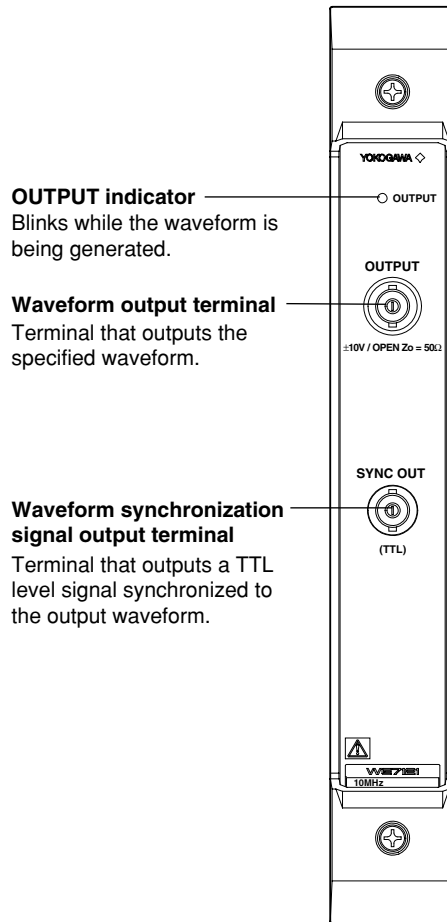 YOKOGAWA
OUTPUT indicator
Blinks while the waveform is
being generated.
OUTPUT
OUTPUT
Waveform output terminal
Terminal that outputs the
specified waveform.
±10V / OPEN Zo = 50Ω
SYNC OUT
Waveform synchronization
signal output terminal
Terminal that outputs a TTL
level signal synchronized to
the output waveform.
(TTL)
WE7121
10MHz